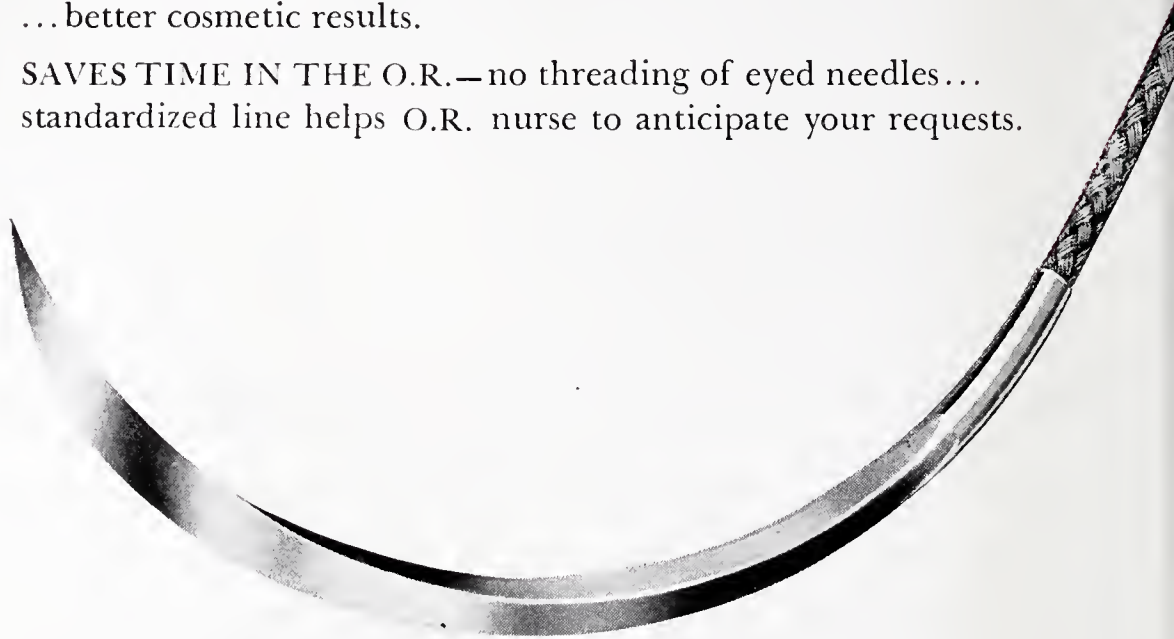 ...better cosmetic results.
SAVES TIME IN THE O.R.—no threading of eyed needles...
standardized line helps O.R. nurse to anticipate your requests.